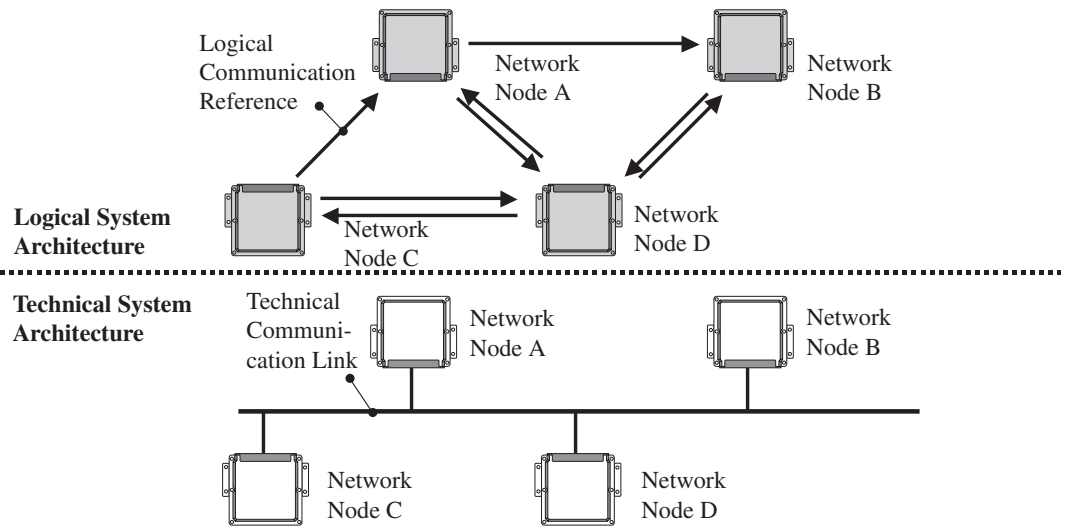 Logical
Communication
Reference
Network
Node A
Network
Node B
Logical System
Architecture
Network
Node C
Network
Node D
Technical System
Architecture
Technical
Communi-
cation Link
Network
Node A
Network
Node B
Network
Node C
Network
Node D